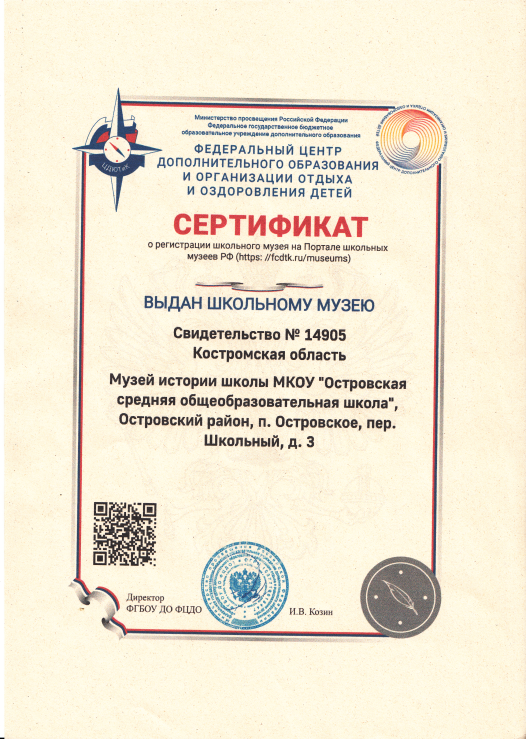 Министерство просвещения Российской Федерации
Федеральное государственное бюджетное
образовательное учреждение дополнительного образования
ФЕДЕРАЛЬНЫЙ ЦЕНТР
ДОПОЛНИТЕЛЬНОГО ОБРАЗОВАНИЯ
И ОРГАНИЗАЦИИ ОТДЫХА
И ОЗДОРОВЛЕНИЯ ДЕТЕЙ
ЦДЮТиК
СЕРТИФИКАТ
о регистрации школьного музея на Портале школьных
музеев РФ (https: //fcdtk.ru/museums)
ВЫДАН ШКОЛЬНОМУ МУЗЕЮ
Свидетельство № 14905
Костромская область
Музей истории школы МКОУ "Островская
средняя общеобразовательная школа",
Островский район, п. Островское, пер.
Школьный, д. 3
Директор
ФГБОУ ДО ФЦДО
И.В. Козин